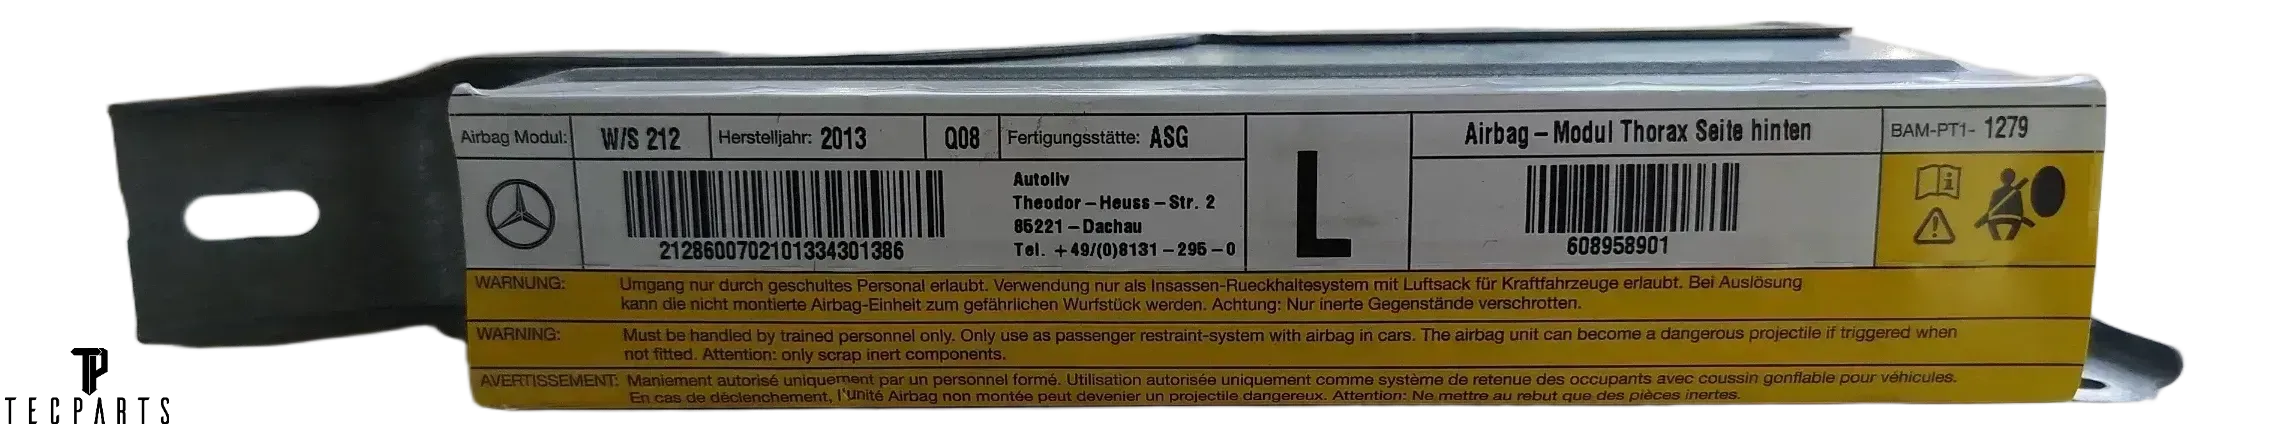 Airbag Modul: W/S 212 Herstelljahr: 2013 Q08 Fertigungsstätte: ASG
L
Airbag – Modul Thorax Seite hinten
BAM-PT1- 1279
2128600702101334301386
Autoliv
Theodor – Heuss – Str. 2
85221 – Dachau
Tel. +49/(0)8131 – 295 – 0
608958901
WARNUNG: Umgang nur durch geschultes Personal erlaubt. Verwendung nur als Insassen-Rueckhaltesystem mit Luftsack für Kraftfahrzeuge erlaubt. Bei Auslösung
kann die nicht montierte Airbag-Einheit zum gefährlichen Wurfstück werden. Achtung: Nur inerte Gegenstände verschrotten.
WARNING: Must be handled by trained personnel only. Only use as passenger restraint-system with airbag in cars. The airbag unit can become a dangerous projectile if triggered when
not fitted. Attention: only scrap inert components.
AVERTISSEMENT: Maniement autorisé uniquement par un personnel formé. Utilisation autorisée uniquement comme système de retenue des occupants avec coussin gonflable pour véhicules.
En cas de déclenchement, l'unité Airbag non montée peut devenier un projectile dangereux. Attention: Ne mettre au rebut que des pièces inertes.
TP
TECPARTS